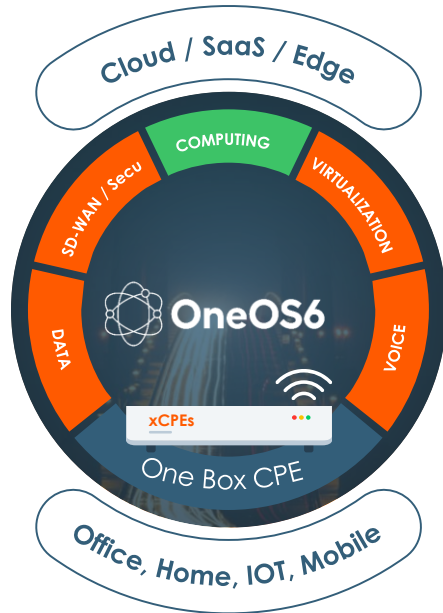 Cloud / SaaS / Edge
COMPUTING
SD-WAN / Secu
VIRTUALIZATION
DATA
VOICE
OneOS6
xCPEs
One Box CPE
Office, Home, IOT, Mobile